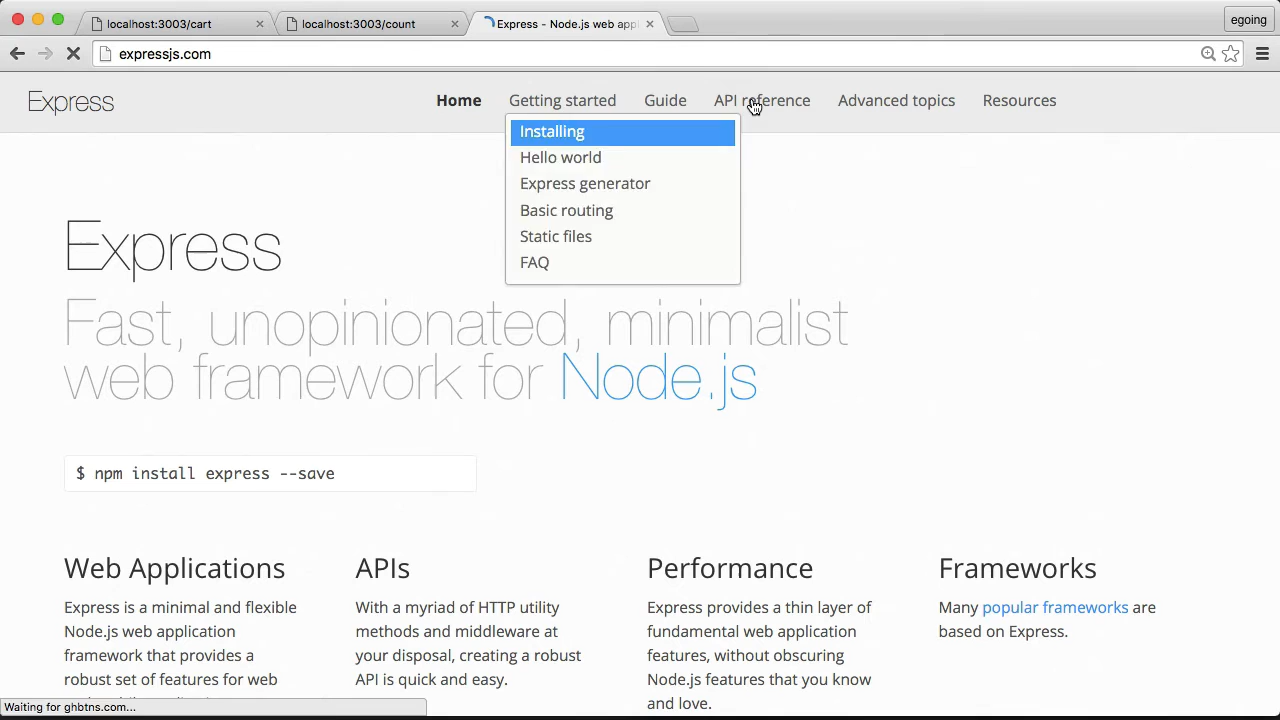 localhost:3003/cart
localhost:3003/count
Express - Node.js web app
egoing
expressjs.com
Express
Home
Getting started
Guide
API reference
Advanced topics
Resources
Installing
Hello world
Express generator
Basic routing
Static files
FAQ
Express
Fast, unopinionated, minimalist
web framework for Node.js
$ npm install express --save
Web Applications
Express is a minimal and flexible
Node.js web application
framework that provides a
robust set of features for web
APIs
With a myriad of HTTP utility
methods and middleware at
your disposal, creating a robust
API is quick and easy.
Performance
Express provides a thin layer of
fundamental web application
features, without obscuring
Node.js features that you know
and love.
Frameworks
Many popular frameworks are
based on Express.
Waiting for ghbtns.com...